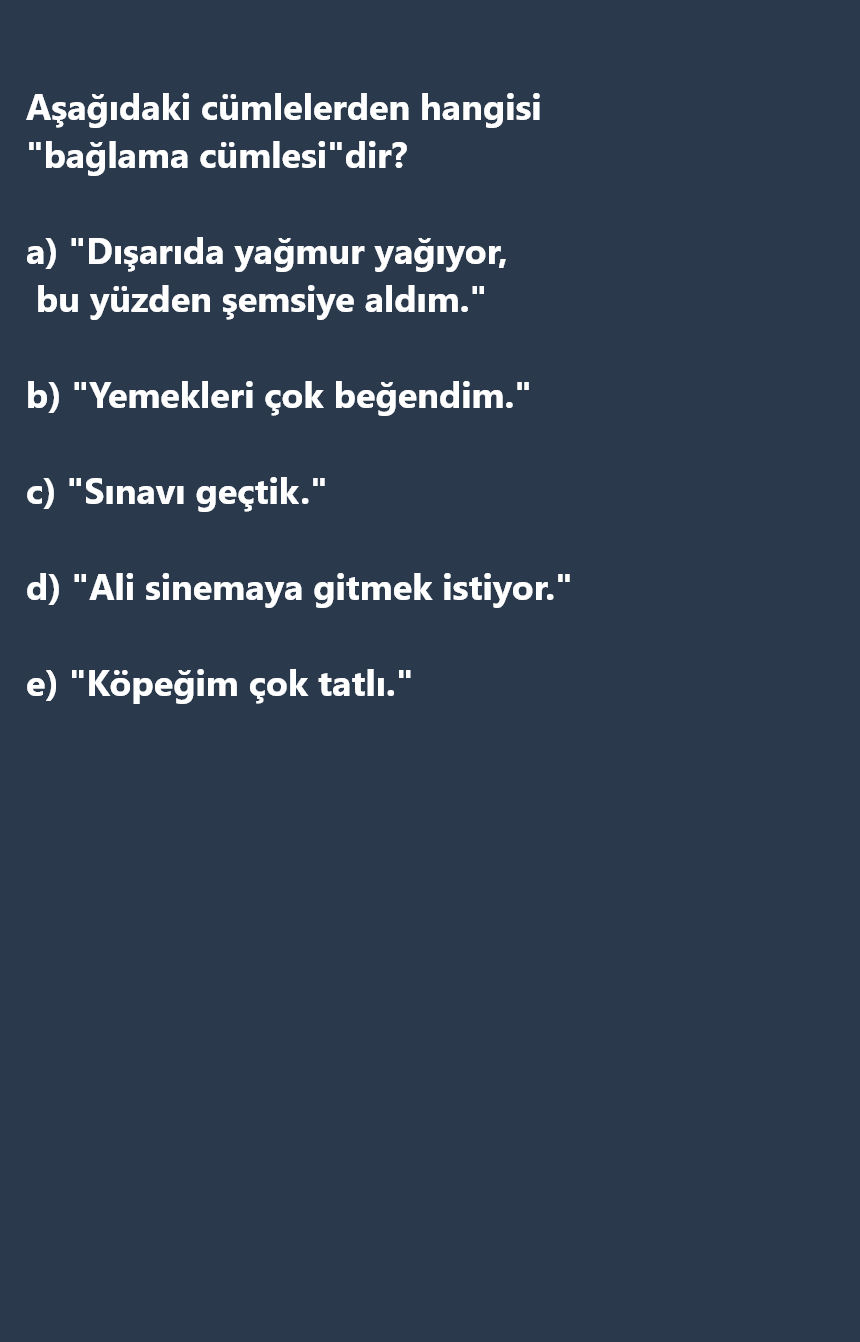 Aşağıdaki cümlelerden hangisi
"bağlama cümlesi"dir?
a) "Dışarıda yağmur yağıyor,
bu yüzden şemsiye aldım."
b) "Yemekleri çok beğendim."
c) "Sınavı geçtik."
d) "Ali sinemaya gitmek istiyor."
e) "Köpeğim çok tatlı."